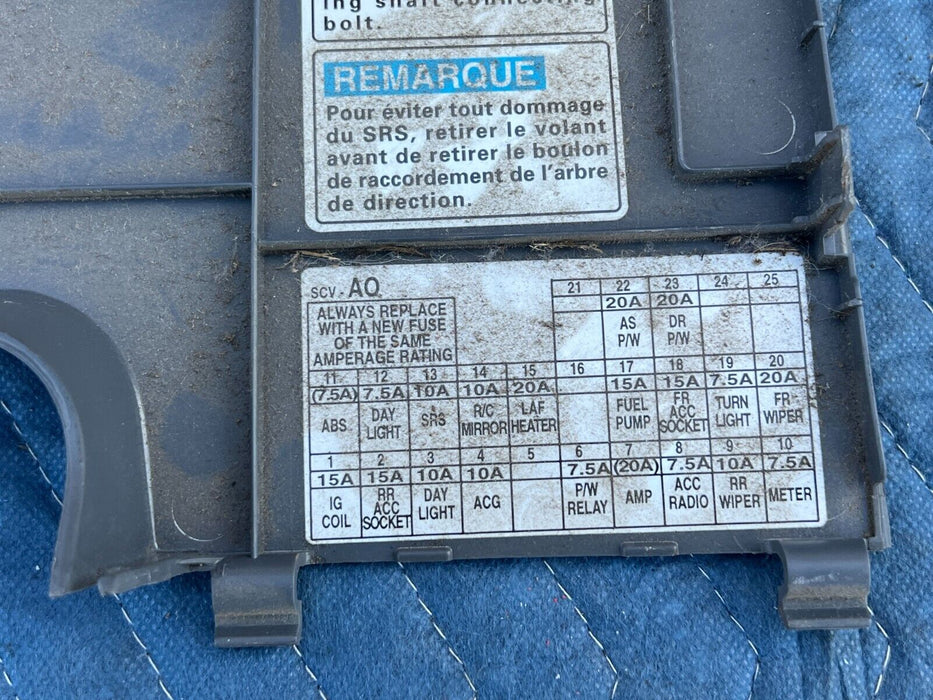 ing shaft connecting
bolt.
REMARQUE
Pour éviter tout dommage
du SRS, retirer le volant
avant de retirer le boulon
de raccordement de l'arbre
de direction.
SCV-AO
ALWAYS REPLACE
WITH A NEW FUSE
OF THE SAME
AMPERAGE RATING
21 22 23 24 25
20A 20A
AS P/W DR P/W
11 12 13 14 15 16 17 18 19 20
(7.5A) 7.5A 10A 10A 20A 15A 15A 7.5A 20A
ABS DAY LIGHT SRS R/C MIRROR LAF HEATER FUEL PUMP FR ACC SOCKET TURN LIGHT FR WIPER
1 2 3 4 5 6 7 8 9 10
15A 15A 10A 10A 7.5A (20A) 7.5A 10A 7.5A
IG COIL RR ACC SOCKET DAY LIGHT ACG P/W RELAY AMP ACC RADIO RR WIPER METER